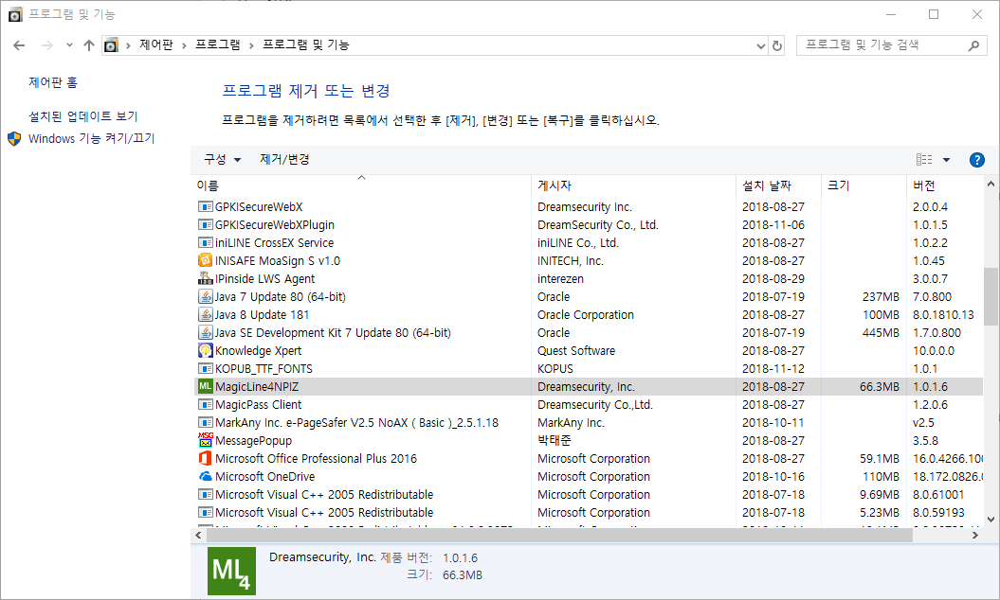 프로그램 및 기능
제어판 › 프로그램 › 프로그램 및 기능
프로그램 및 기능 검색
제어판 홈
설치된 업데이트 보기
Windows 기능 켜기/끄기
프로그램 제거 또는 변경
프로그램을 제거하려면 목록에서 선택한 후 [제거], [변경] 또는 [복구]를 클릭하십시오.
구성 제거/변경
이름 게시자 설치 날짜 크기 버전
GPKISecureWebX Dreamsecurity Inc. 2018-08-27 2.0.0.4
GPKISecureWebXPlugin DreamSecurity Co., Ltd. 2018-11-06 1.0.1.5
iniLINE CrossEX Service iniLINE Co., Ltd. 2018-08-27 1.0.2.2
INISAFE MoaSign S v1.0 INITECH, Inc. 2018-08-27 1.0.45
IPinside LWS Agent interezen 2018-08-29 3.0.0.7
Java 7 Update 80 (64-bit) Oracle 2018-07-19 237MB 7.0.800
Java 8 Update 181 Oracle Corporation 2018-08-27 100MB 8.0.1810.13
Java SE Development Kit 7 Update 80 (64-bit) Oracle 2018-07-19 445MB 1.7.0.800
Knowledge Xpert Quest Software 2018-08-27 10.0.0.0
KOPUB_TTF_FONTS KOPUS 2018-11-12 1.0.1
ML MagicLine4NPIZ Dreamsecurity, Inc. 2018-08-27 66.3MB 1.0.1.6
MagicPass Client Dreamsecurity Co.,Ltd. 2018-08-27 1.2.0.6
MarkAny Inc. e-PageSafer V2.5 NoAX ( Basic )_2.5.1.18 MarkAny Inc. 2018-10-11 v2.5
MSG MessagePopup 박태준 2018-08-27 3.5.8
Microsoft Office Professional Plus 2016 Microsoft Corporation 2018-08-27 59.1MB 16.0.4266.100
Microsoft OneDrive Microsoft Corporation 2018-10-16 110MB 18.172.0826.0
Microsoft Visual C++ 2005 Redistributable Microsoft Corporation 2018-07-18 9.69MB 8.0.61001
Microsoft Visual C++ 2005 Redistributable Microsoft Corporation 2018-07-18 5.23MB 8.0.59193
ML4 Dreamsecurity, Inc. 제품 버전: 1.0.1.6
크기: 66.3MB